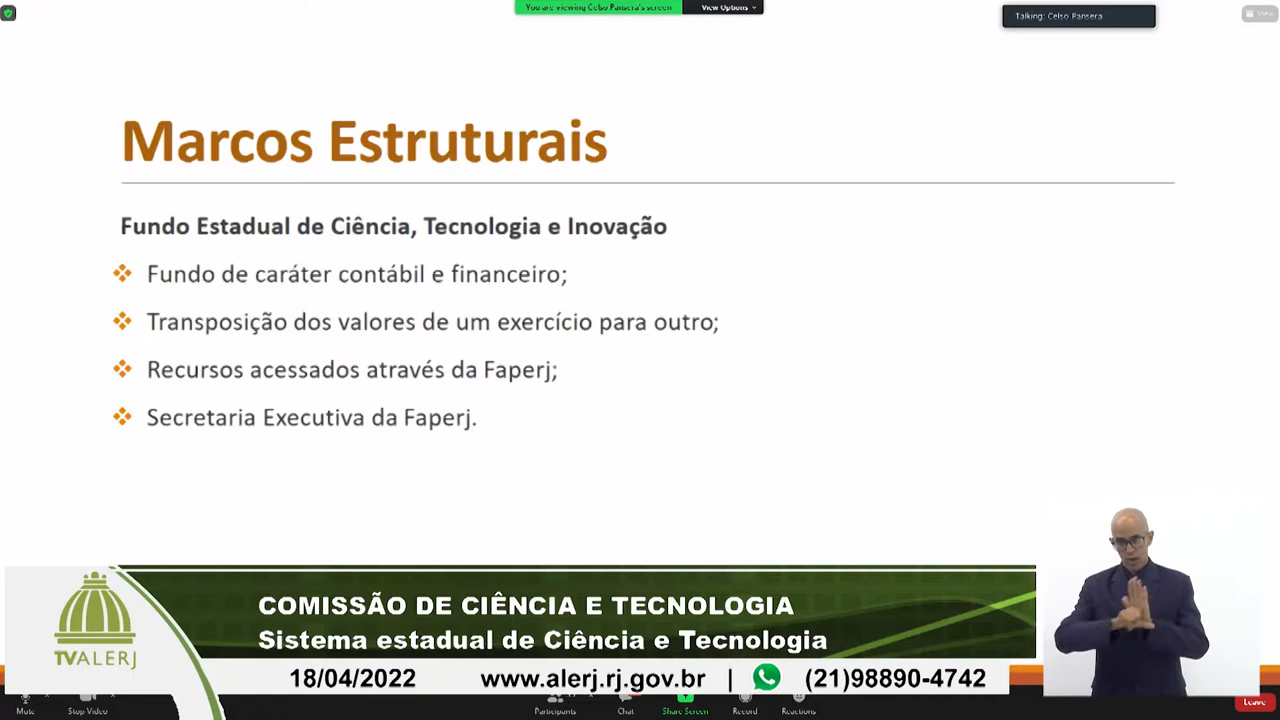 You are viewing Celso Pansera's screen
View Options
Talking: Celso Pansera
View
Marcos Estruturais
Fundo Estadual de Ciência, Tecnologia e Inovação
Fundo de caráter contábil e financeiro;
Transposição dos valores de um exercício para outro;
Recursos acessados através da Faperj;
Secretaria Executiva da Faperj.
COMISSÃO DE CIÊNCIA E TECNOLOGIA
Sistema estadual de Ciência e Tecnologia
TVALERJ
18/04/2022 www.alerj.rj.gov.br | (21)98890-4742
Mute Stop Video Participants Chat Share Screen Record Reactions Leave